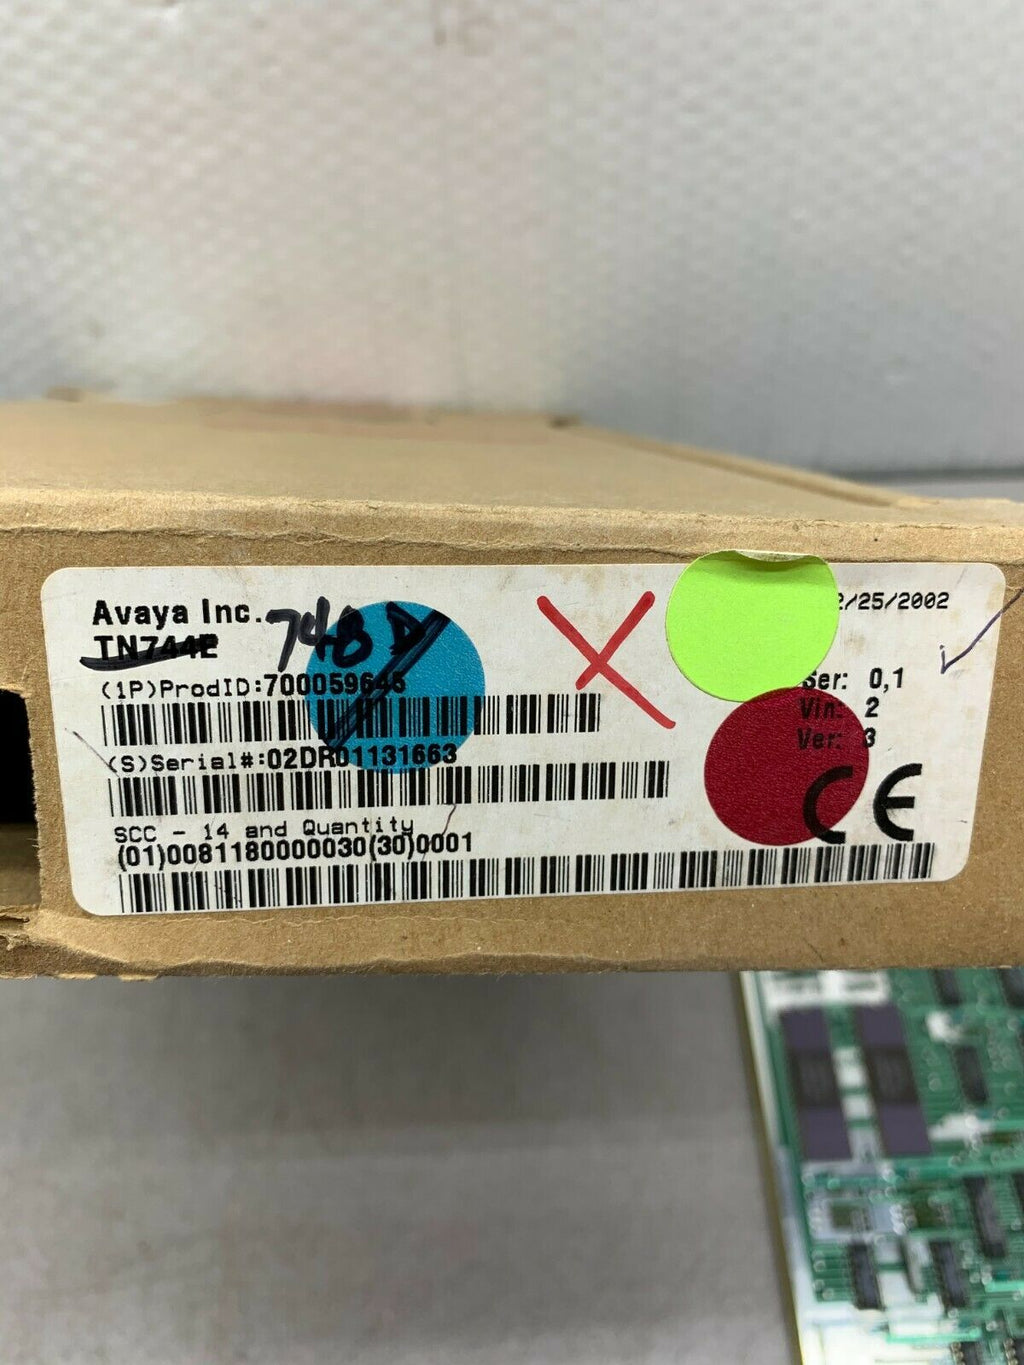 Avaya Inc. 748 D
TN744E
2/25/2002
(1P)ProdID:700059645
Ser: 0,1
Vin: 2
Ver: 3
(S)Serial#:02DR01131663
SCC - 14 and Quantity
(01)0081180000030(30)0001
CE